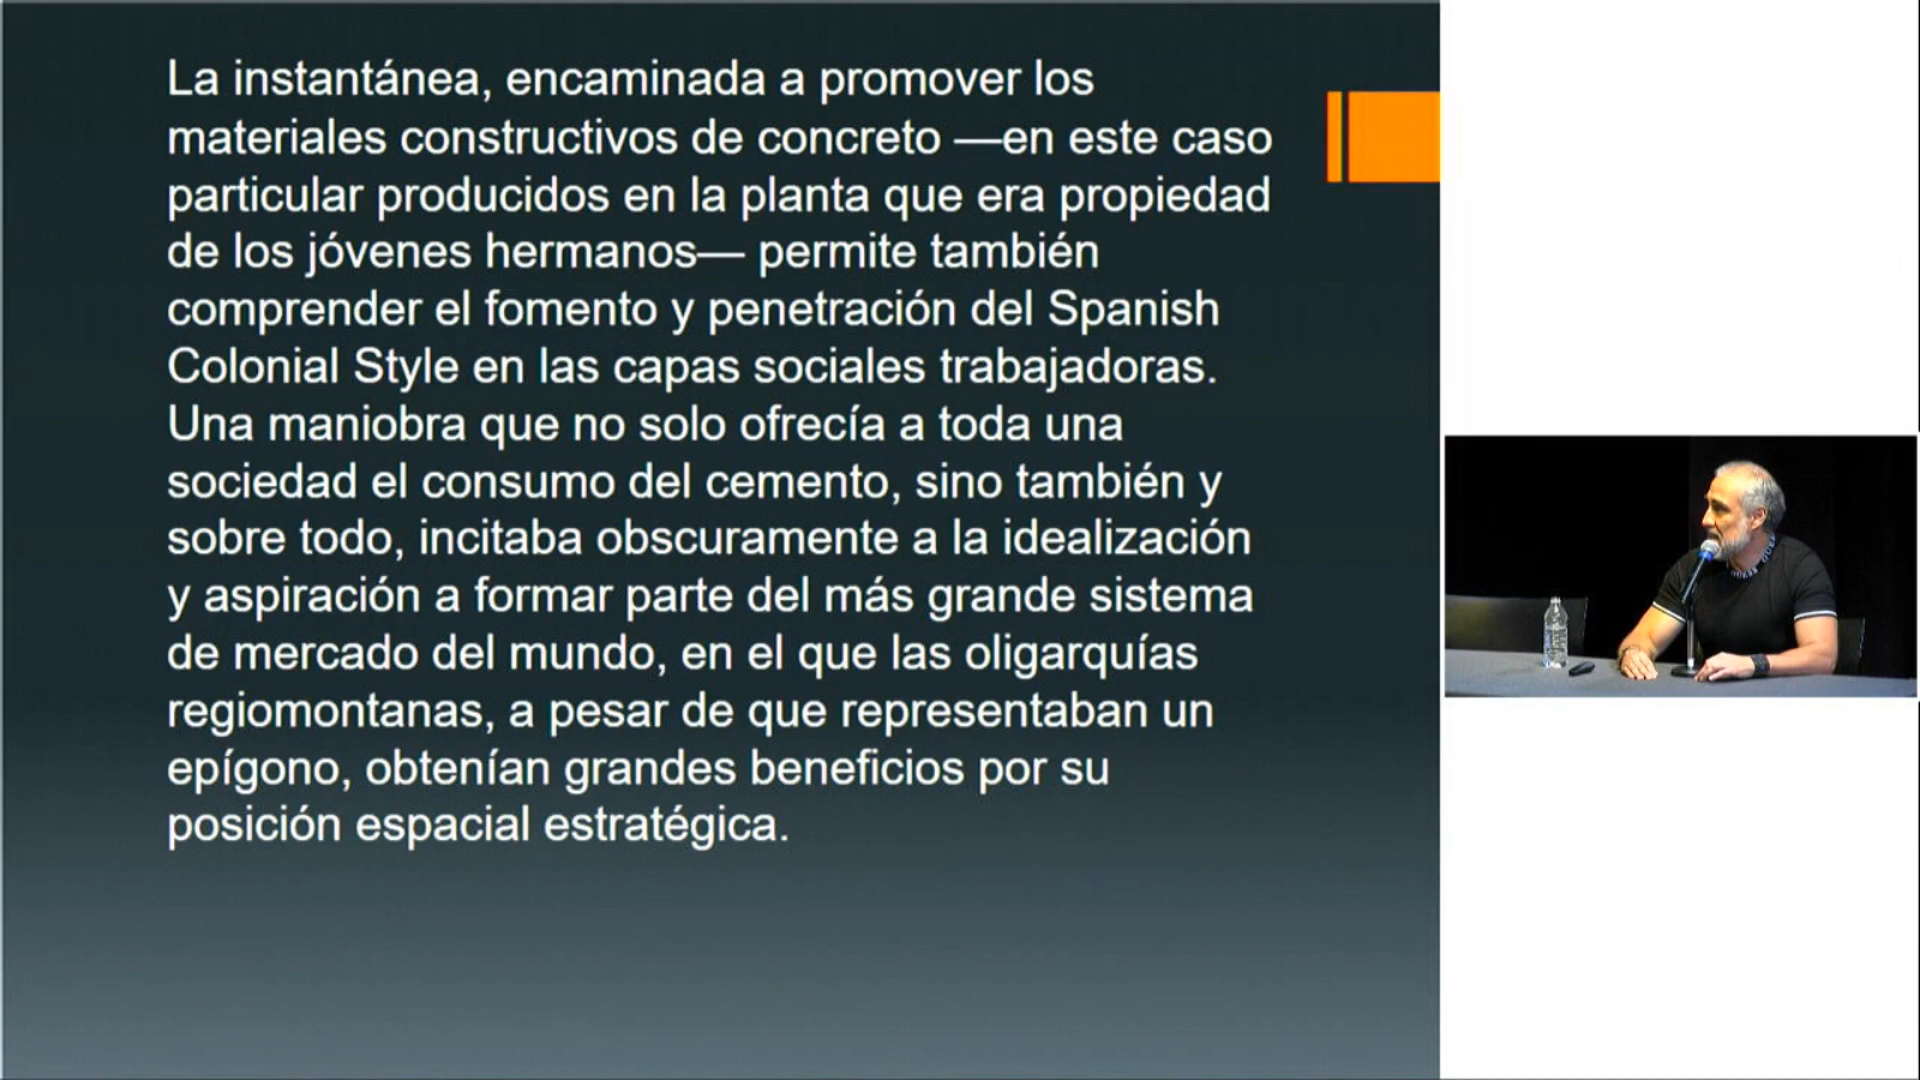 La instantánea, encaminada a promover los
materiales constructivos de concreto —en este caso
particular producidos en la planta que era propiedad
de los jóvenes hermanos— permite también
comprender el fomento y penetración del Spanish
Colonial Style en las capas sociales trabajadoras.
Una maniobra que no solo ofrecía a toda una
sociedad el consumo del cemento, sino también y
sobre todo, incitaba obscuramente a la idealización
y aspiración a formar parte del más grande sistema
de mercado del mundo, en el que las oligarquías
regiomontanas, a pesar de que representaban un
epígono, obtenían grandes beneficios por su
posición espacial estratégica.